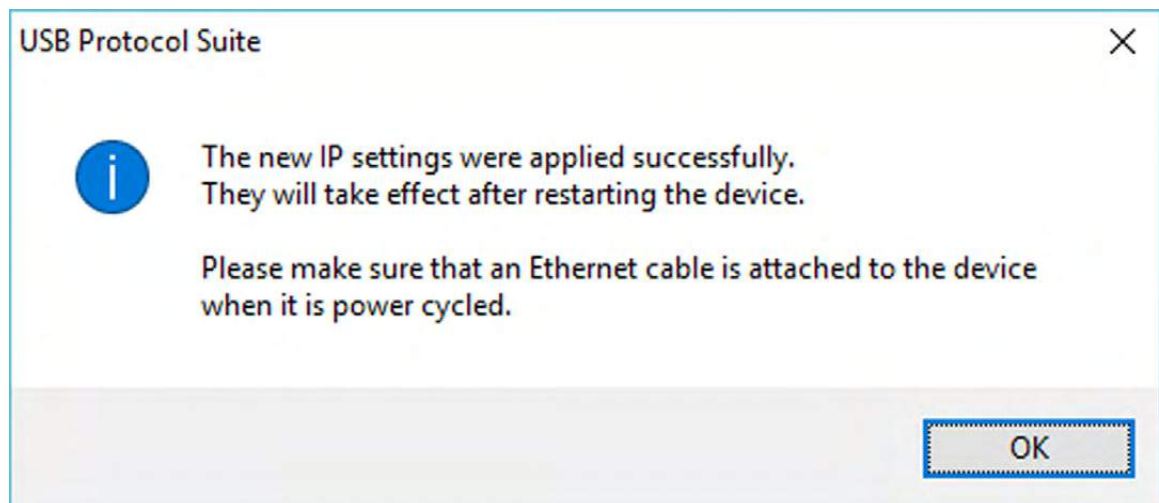 USB Protocol Suite
The new IP settings were applied successfully.
They will take effect after restarting the device.
Please make sure that an Ethernet cable is attached to the device
when it is power cycled.
OK